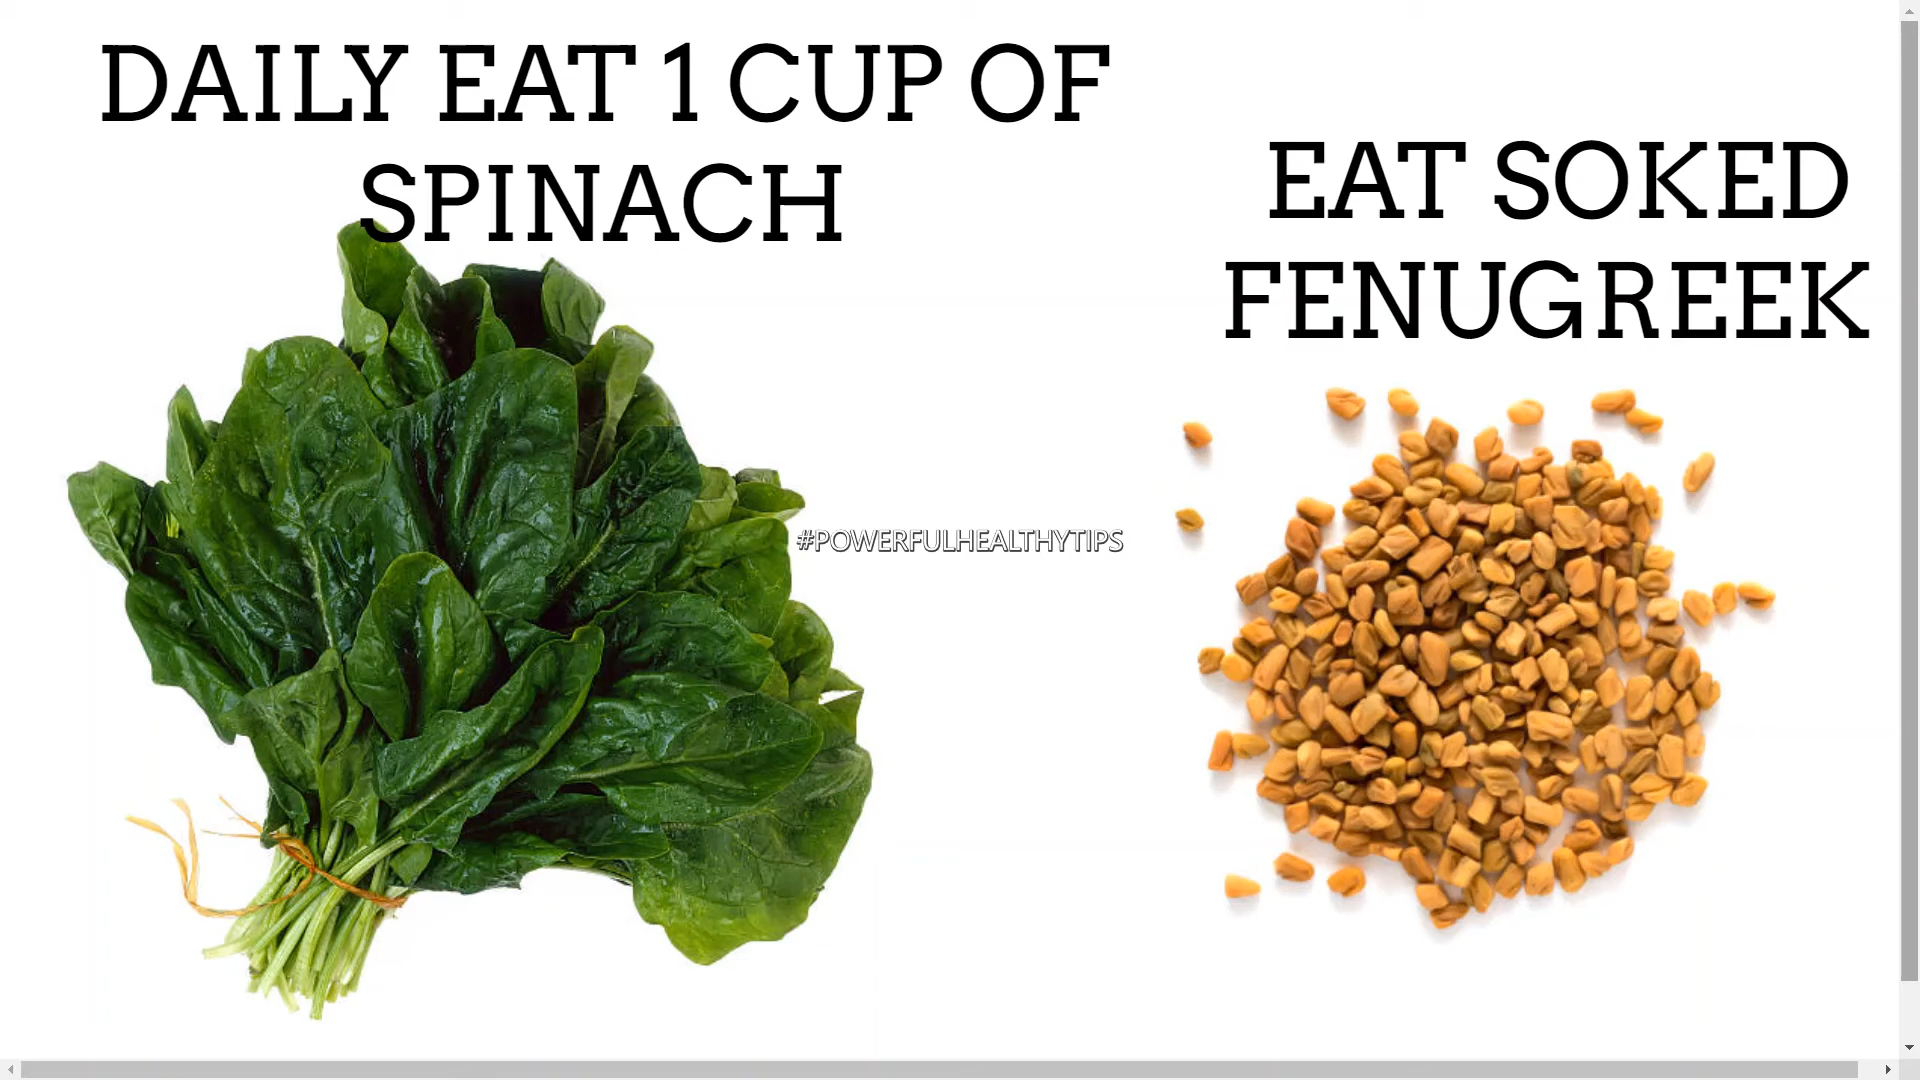 DAILY EAT 1 CUP OF
SPINACH
EAT SOKED
FENUGREEK
#POWERFULHEALTHYTIPS